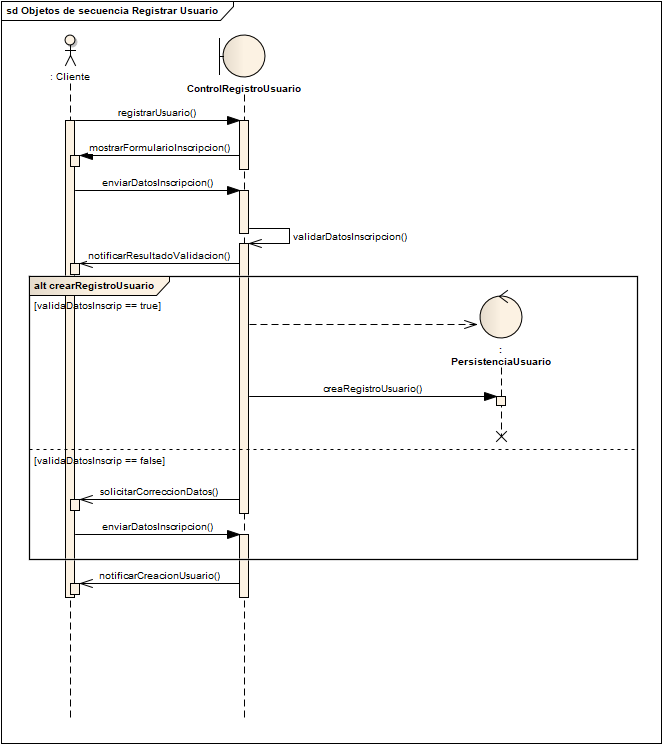 sd Objetos de secuencia Registrar Usuario
: Cliente
ControlRegistroUsuario
registrarUsuario()
mostrarFormularioInscripcion()
enviarDatosInscripcion()
validarDatosInscripcion()
notificarResultadoValidacion()
alt crearRegistroUsuario
[validaDatosInscrip == true]
:
PersistenciaUsuario
creaRegistroUsuario()
[validaDatosInscrip == false]
solicitarCorreccionDatos()
enviarDatosInscripcion()
notificarCreacionUsuario()